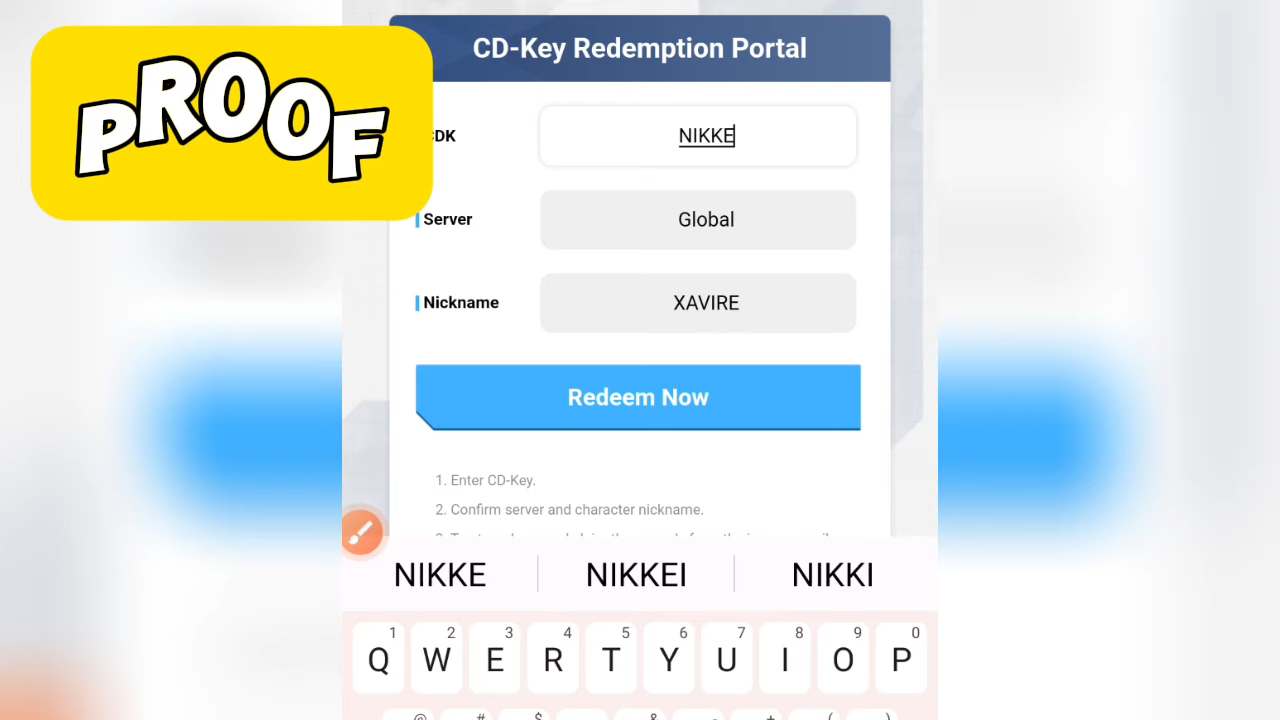 CD-Key Redemption Portal
PROOF
CDK NIKKE
Server Global
Nickname XAVIRE
Redeem Now
1. Enter CD-Key.
2. Confirm server and character nickname.
NIKKE NIKKEI NIKKI
1 2 3 4 5 6 7 8 9 0
Q W E R T Y U I O P